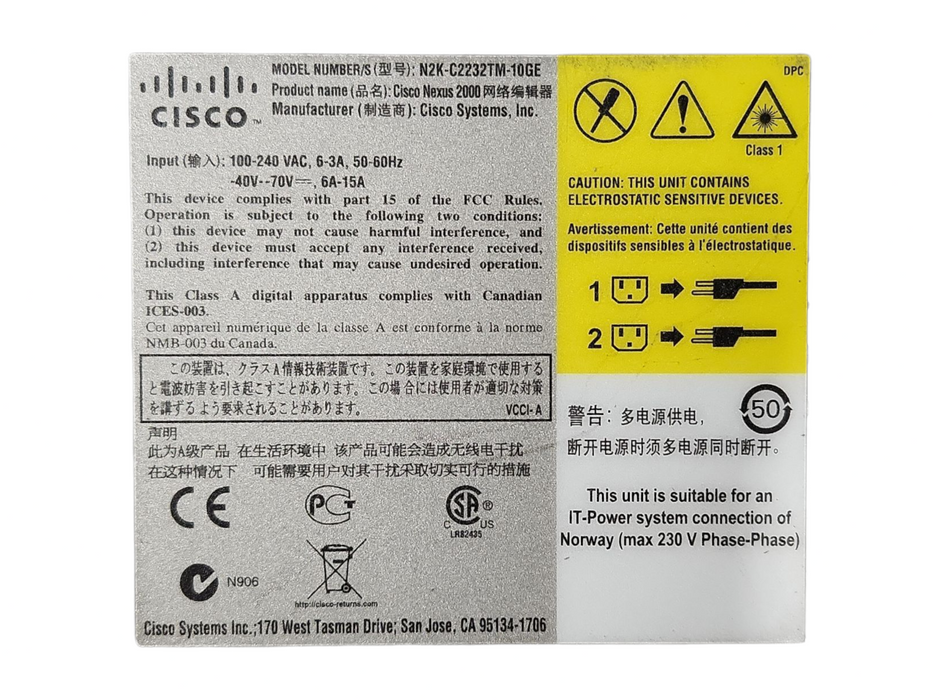 CISCO™
MODEL NUMBER/S (型号): N2K-C2232TM-10GE
Product name (品名): Cisco Nexus 2000 网络编辑器
Manufacturer (制造商): Cisco Systems, Inc.
Input (输入): 100-240 VAC, 6-3A, 50-60Hz
-40V--70V⎓, 6A-15A
This device complies with part 15 of the FCC Rules.
Operation is subject to the following two conditions:
(1) this device may not cause harmful interference, and
(2) this device must accept any interference received,
including interference that may cause undesired operation.
This Class A digital apparatus complies with Canadian
ICES-003.
Cet appareil numérique de la classe A est conforme à la norme
NMB-003 du Canada.
この装置は、クラスA情報技術装置です。この装置を家庭環境で使用する
と電波妨害を引き起こすことがあります。この場合には使用者が適切な対策
を講ずるよう要求されることがあります。 VCCI-A
声明
此为A级产品 在生活环境中 该产品可能会造成无线电干扰
在这种情况下 可能需要用户对其干扰采取切实可行的措施
CE
PCT
SA ®
C US
LR82435
N906
http://cisco-returns.com
Cisco Systems Inc.;170 West Tasman Drive; San Jose, CA 95134-1706
DPC
Class 1
CAUTION: THIS UNIT CONTAINS
ELECTROSTATIC SENSITIVE DEVICES.
Avertissement: Cette unité contient des
dispositifs sensibles à l'électrostatique.
1
2
50
警告: 多电源供电,
断开电源时须多电源同时断开。
This unit is suitable for an
IT-Power system connection of
Norway (max 230 V Phase-Phase)